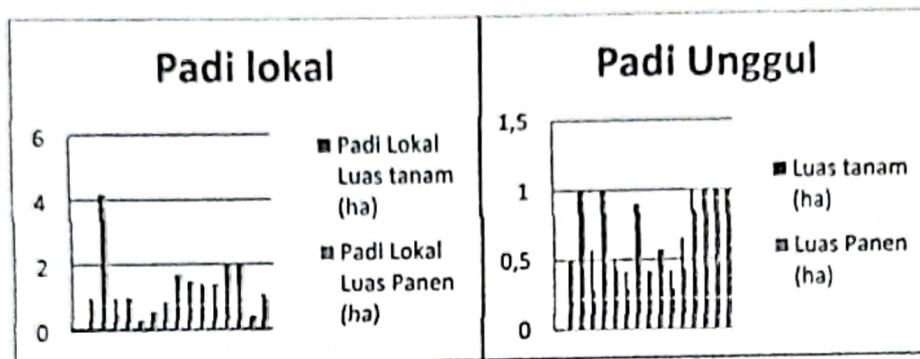 Padi lokal
6
4
2
0
Padi Lokal
Luas tanam
(ha)
Padi Lokal
Luas Panen
(ha)
Padi Unggul
1,5
1
0,5
0
Luas tanam
(ha)
Luas Panen
(ha)